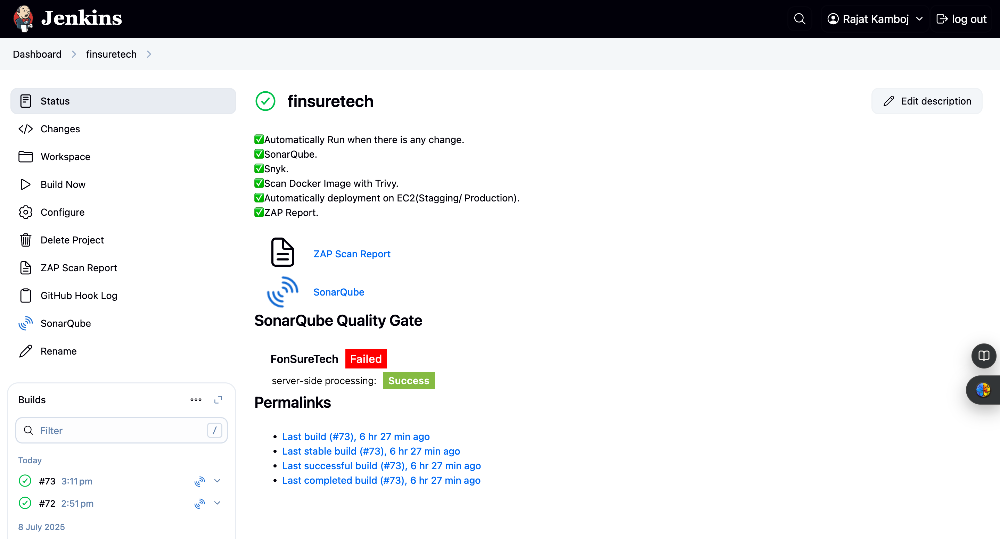 Jenkins
Rajat Kamboj
log out
Dashboard
finsuretech
Status
Changes
Workspace
Build Now
Configure
Delete Project
ZAP Scan Report
GitHub Hook Log
SonarQube
Rename
Builds
Filter
/
Today
#73 3:11 pm
#72 2:51 pm
8 July 2025
finsuretech
Edit description
✅Automatically Run when there is any change.
✅SonarQube.
✅Snyk.
✅Scan Docker Image with Trivy.
✅Automatically deployment on EC2(Stagging/ Production).
✅ZAP Report.
ZAP Scan Report
SonarQube
SonarQube Quality Gate
FonSureTech Failed
server-side processing: Success
Permalinks
• Last build (#73), 6 hr 27 min ago
• Last stable build (#73), 6 hr 27 min ago
• Last successful build (#73), 6 hr 27 min ago
• Last completed build (#73), 6 hr 27 min ago